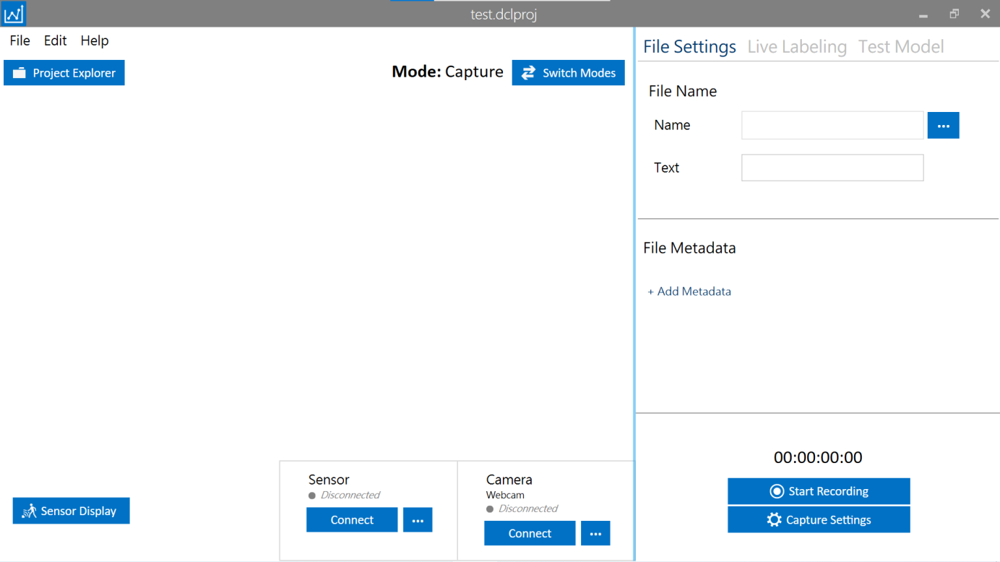 test.dclproj
File Edit Help
Project Explorer
Mode: Capture
Switch Modes
Sensor Display
Sensor
Disconnected
Connect
...
Camera
Webcam
Disconnected
Connect
...
File Settings Live Labeling Test Model
File Name
Name
...
Text
File Metadata
+ Add Metadata
00:00:00:00
Start Recording
Capture Settings